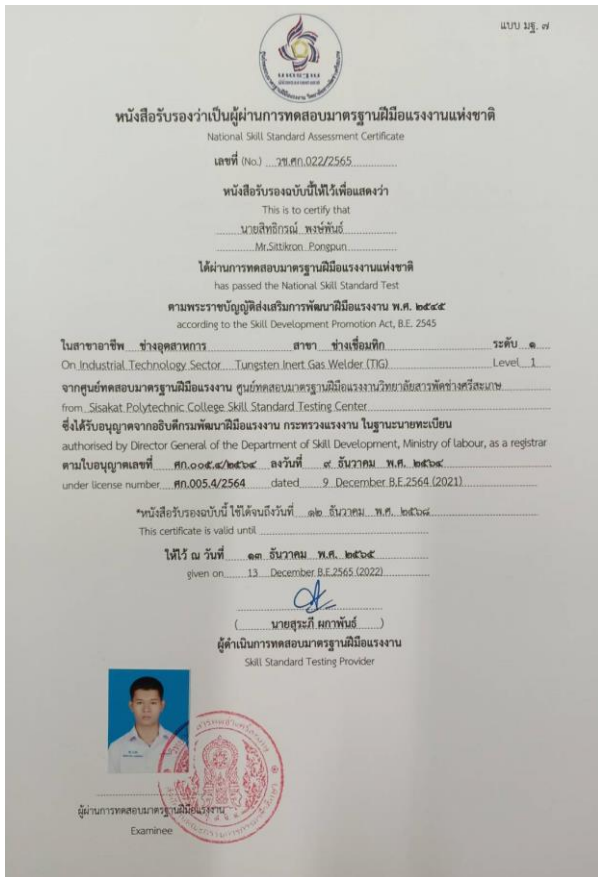 แบบ มฐ. ๗
มาตรฐาน
หนังสือรับรองว่าเป็นผู้ผ่านการทดสอบมาตรฐานฝีมือแรงงานแห่งชาติ
National Skill Standard Assessment Certificate
เลขที่ (No.) วช.ศก.022/2565
หนังสือรับรองฉบับนี้ให้ไว้เพื่อแสดงว่า
This is to certify that
นายสิทธิกรณ์ พงษ์พันธ์
Mr.Sittikron Pongpun
ได้ผ่านการทดสอบมาตรฐานฝีมือแรงงานแห่งชาติ
has passed the National Skill Standard Test
ตามพระราชบัญญัติส่งเสริมการพัฒนาฝีมือแรงงาน พ.ศ. ๒๕๔๕
according to the Skill Development Promotion Act, B.E. 2545
ในสาขาอาชีพ ช่างอุตสาหการ สาขา ช่างเชื่อมทิก ระดับ ๑
On Industrial Technology Sector Tungsten Inert Gas Welder (TIG) Level 1
จากศูนย์ทดสอบมาตรฐานฝีมือแรงงาน ศูนย์ทดสอบมาตรฐานฝีมือแรงงานวิทยาลัยสารพัดช่างศรีสะเกษ
from Sisakat Polytechnic College Skill Standard Testing Center
ซึ่งได้รับอนุญาตจากอธิบดีกรมพัฒนาฝีมือแรงงาน กระทรวงแรงงาน ในฐานะนายทะเบียน
authorised by Director General of the Department of Skill Development, Ministry of labour, as a registrar
ตามใบอนุญาตเลขที่ ศก.๐๐๕.๔/๒๕๖๔ ลงวันที่ ๙ ธันวาคม พ.ศ. ๒๕๖๔
under license number ศก.005.4/2564 dated 9 December B.E.2564 (2021)
*หนังสือรับรองฉบับนี้ ใช้ได้จนถึงวันที่ ๑๒ ธันวาคม พ.ศ. ๒๕๖๘
This certificate is valid until
ให้ไว้ ณ วันที่ ๑๓ ธันวาคม พ.ศ. ๒๕๖๕
given on 13 December B.E.2565 (2022)
( นายสุระภี ผกาพันธ์ )
ผู้ดำเนินการทดสอบมาตรฐานฝีมือแรงงาน
Skill Standard Testing Provider
ผู้ผ่านการทดสอบมาตรฐานฝีมือแรงงาน
Examinee